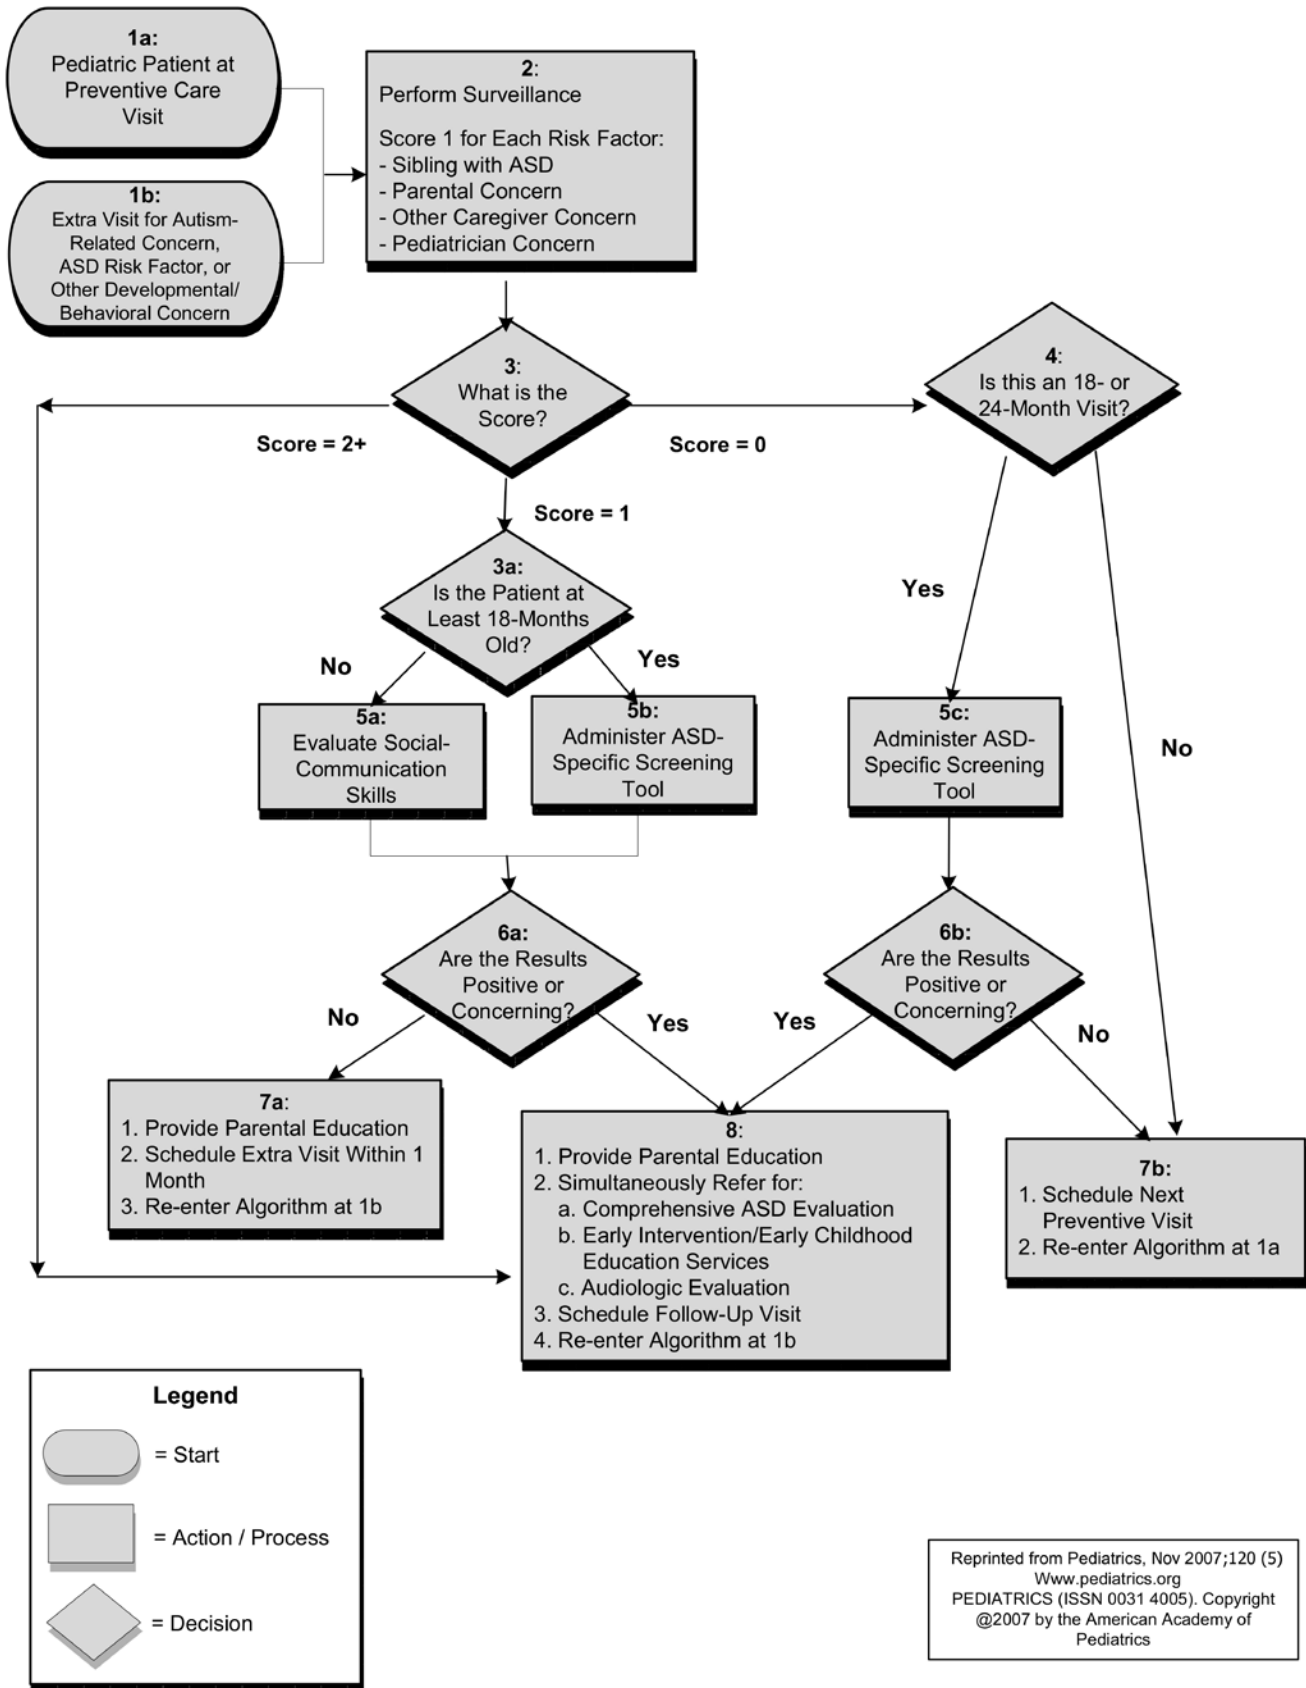 1a:
Pediatric Patient at
Preventive Care
Visit
1b:
Extra Visit for Autism-
Related Concern,
ASD Risk Factor, or
Other Developmental/
Behavioral Concern
2:
Perform Surveillance
Score 1 for Each Risk Factor:
- Sibling with ASD
- Parental Concern
- Other Caregiver Concern
- Pediatrician Concern
3:
What is the
Score?
Score = 2+
Score = 0
Score = 1
4:
Is this an 18- or
24-Month Visit?
Yes
No
3a:
Is the Patient at
Least 18-Months
Old?
No
Yes
5a:
Evaluate Social-
Communication
Skills
5b:
Administer ASD-
Specific Screening
Tool
5c:
Administer ASD-
Specific Screening
Tool
6a:
Are the Results
Positive or
Concerning?
No
Yes
6b:
Are the Results
Positive or
Concerning?
Yes
No
7a:
1. Provide Parental Education
2. Schedule Extra Visit Within 1
Month
3. Re-enter Algorithm at 1b
8:
1. Provide Parental Education
2. Simultaneously Refer for:
a. Comprehensive ASD Evaluation
b. Early Intervention/Early Childhood
Education Services
c. Audiologic Evaluation
3. Schedule Follow-Up Visit
4. Re-enter Algorithm at 1b
7b:
1. Schedule Next
Preventive Visit
2. Re-enter Algorithm at 1a
Legend
= Start
= Action / Process
= Decision
Reprinted from Pediatrics, Nov 2007;120 (5)
Www.pediatrics.org
PEDIATRICS (ISSN 0031 4005). Copyright
@2007 by the American Academy of
Pediatrics